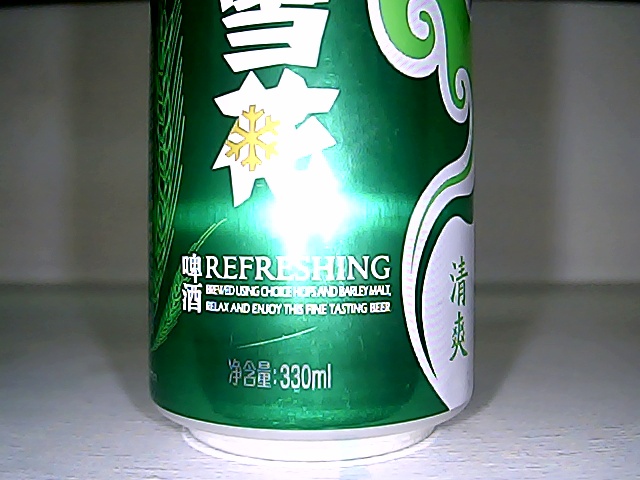 雪花
啤酒
REFRESHING
BREWED USING CHOICE HOPS AND BARLEY MALT,
RELAX AND ENJOY THIS FINE TASTING BEER
净含量:330ml
清爽